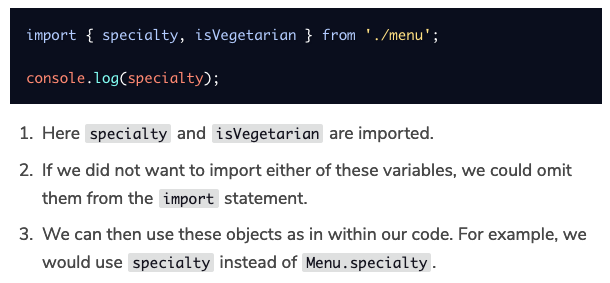 import { specialty, isVegetarian } from './menu';
console.log(specialty);
1. Here specialty and isVegetarian are imported.
2. If we did not want to import either of these variables, we could omit
them from the import statement.
3. We can then use these objects as in within our code. For example, we
would use specialty instead of Menu.specialty.